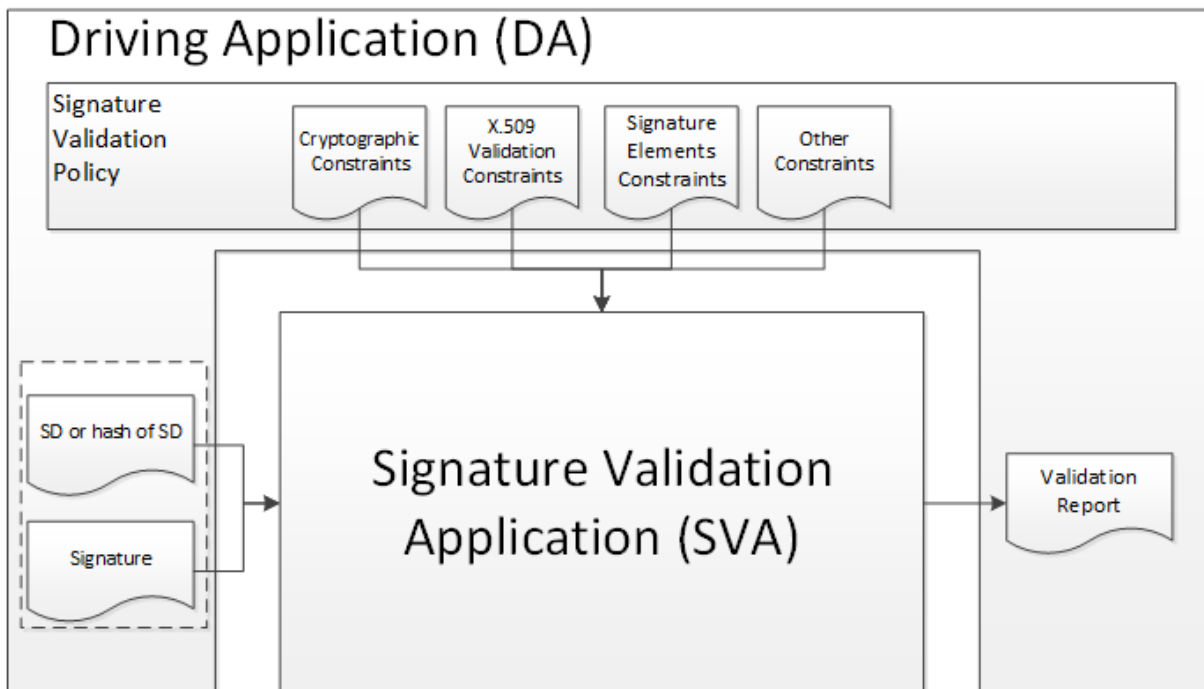 Driving Application (DA)
Signature
Validation
Policy
Cryptographic
Constraints
X.509
Validation
Constraints
Signature
Elements
Constraints
Other
Constraints
SD or hash of SD
Signature
Signature Validation
Application (SVA)
Validation
Report